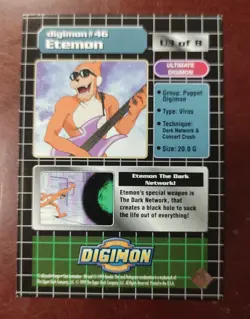 digimon #46
Etemon
U3 of 8
ULTIMATE
DIGIMON
• Group: Puppet
Digimon
• Type: Virus
• Technique:
Dark Network &
Concert Crush
• Size: 20.0 G
Etemon The Dark
Network!
Etemon's special weapon is
The Dark Network, that
creates a black hole to suck
the life out of everything!
DIGIMON